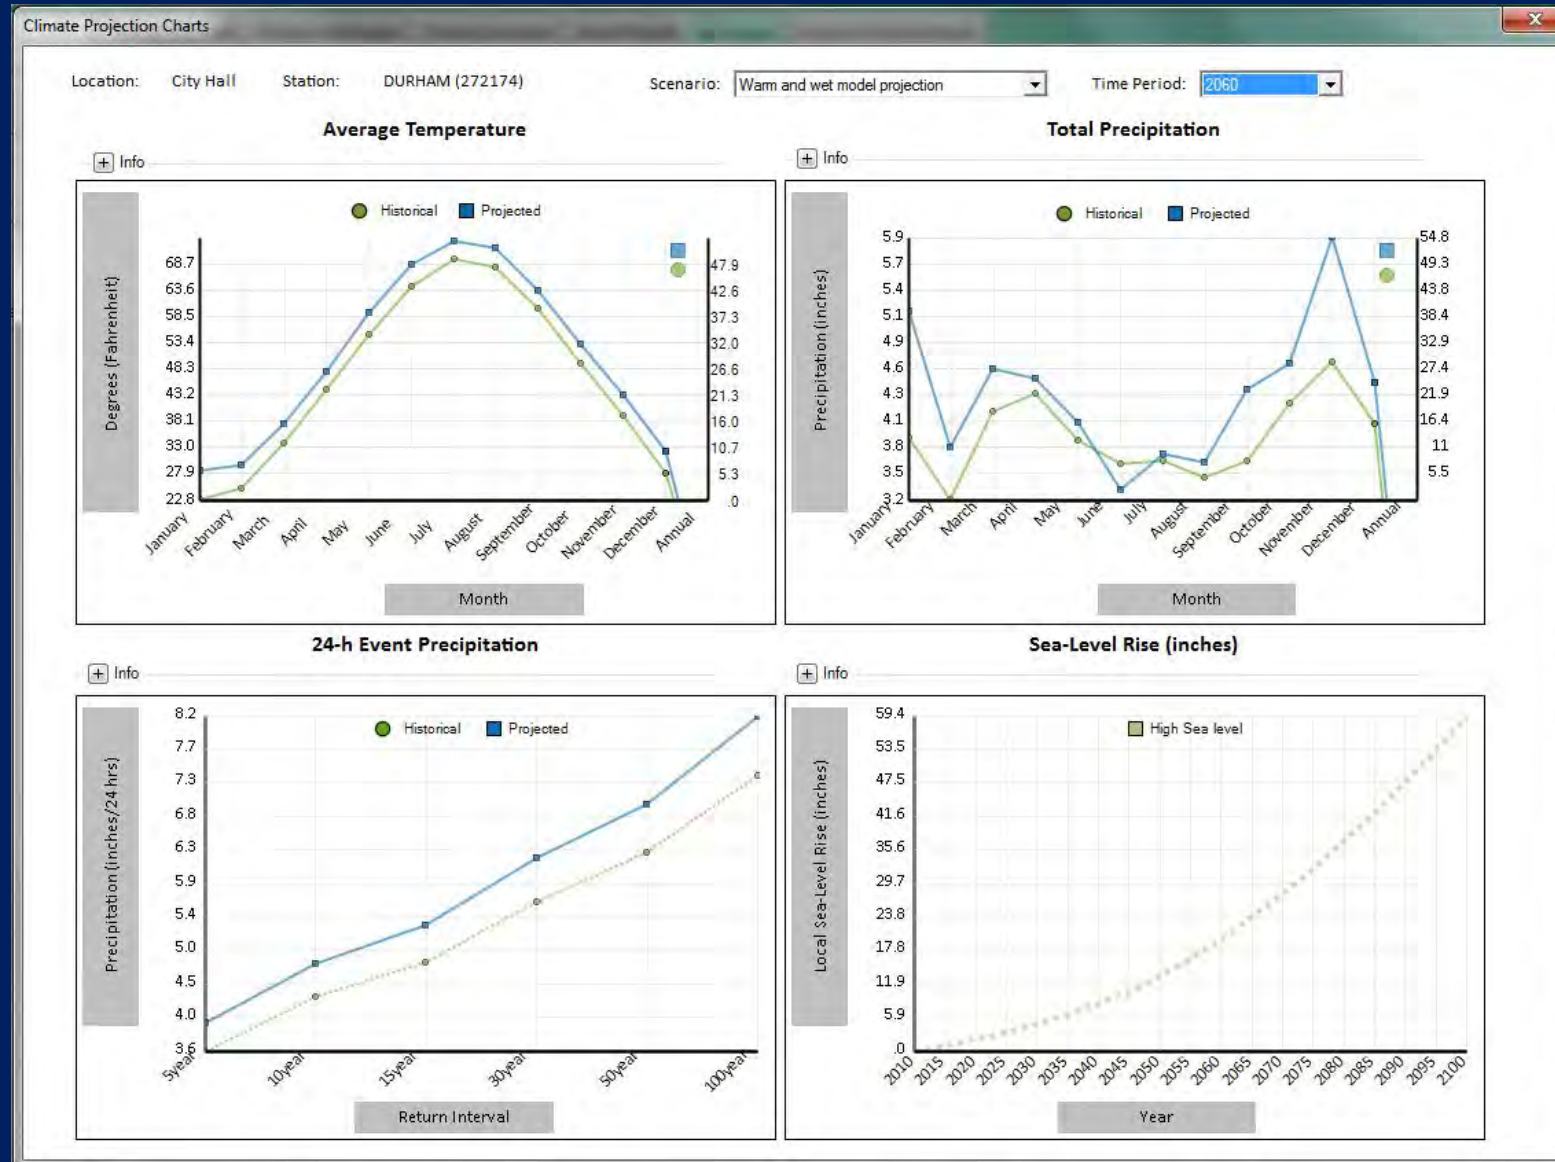 Climate Projection Charts
Location: City Hall Station: DURHAM (272174) Scenario: Warm and wet model projection Time Period: 2060
Average Temperature
+ Info
Historical Projected
Degrees (Fahrenheit)
68.7
63.6
58.5
53.4
48.3
43.2
38.1
33.0
27.9
22.8
47.9
42.6
37.3
32.0
26.6
21.3
16.0
10.7
5.3
.0
January February March April May June July August September October November December Annual
Month
Total Precipitation
+ Info
Historical Projected
Precipitation (inches)
5.9
5.7
5.4
5.1
4.9
4.6
4.3
4.1
3.8
3.5
3.2
54.8
49.3
43.8
38.4
32.9
27.4
21.9
16.4
11
5.5
January February March April May June July August September October November December Annual
Month
24-h Event Precipitation
+ Info
Historical Projected
Precipitation (inches/24 hrs)
8.2
7.7
7.3
6.8
6.3
5.9
5.4
5.0
4.5
4.0
3.6
5year 10year 15year 30year 50year 100year
Return Interval
Sea-Level Rise (inches)
+ Info
High Sea level
Local Sea-Level Rise (inches)
59.4
53.5
47.5
41.6
35.6
29.7
23.8
17.8
11.9
5.9
.0
2010 2015 2020 2025 2030 2035 2040 2045 2050 2055 2060 2065 2070 2075 2080 2085 2090 2095 2100
Year